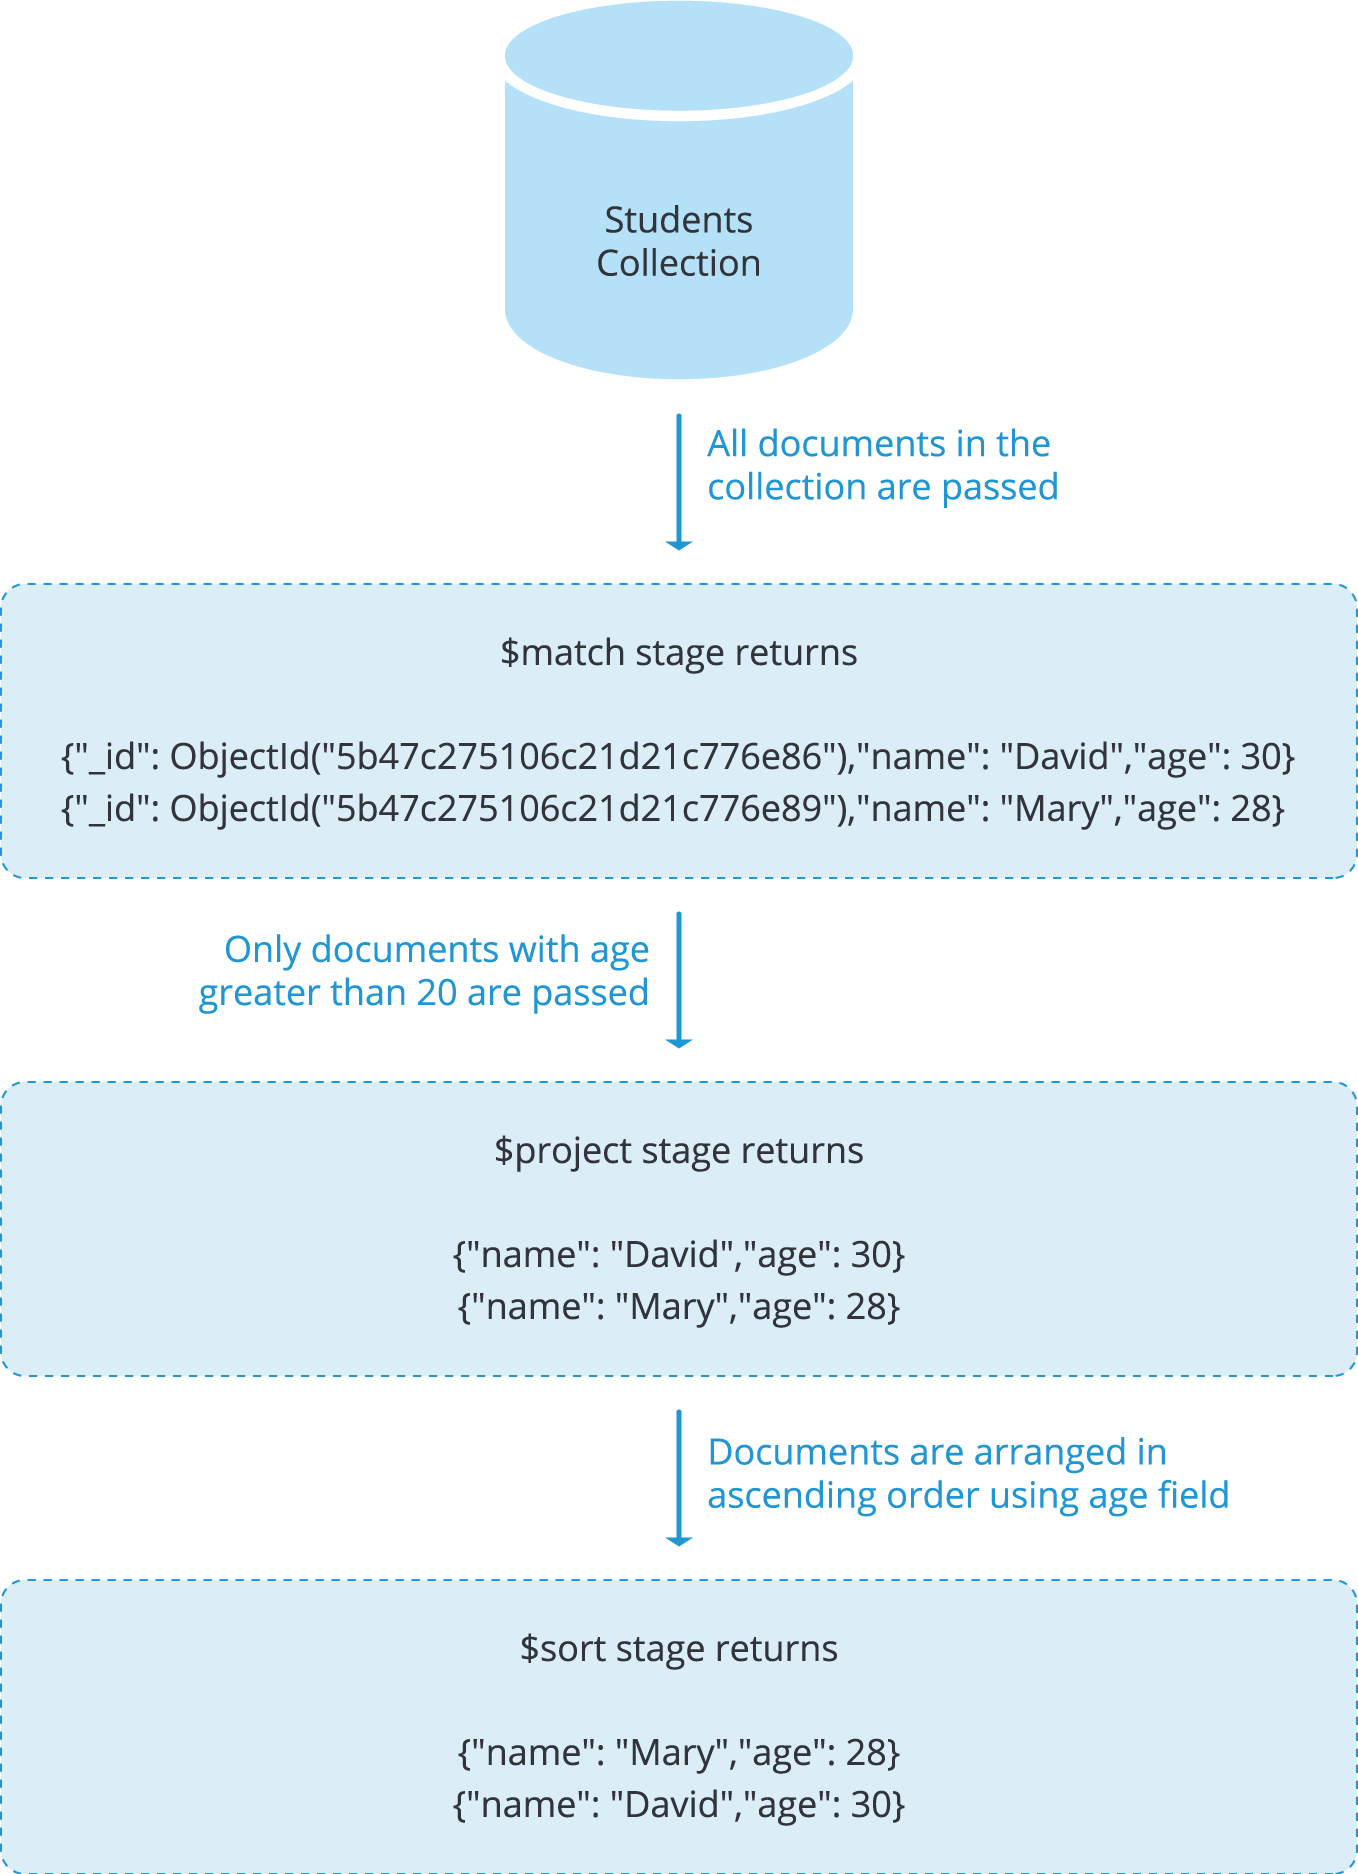 Students
Collection
All documents in the
collection are passed
$match stage returns
{"_id": ObjectId("5b47c275106c21d21c776e86"),"name": "David","age": 30}
{"_id": ObjectId("5b47c275106c21d21c776e89"),"name": "Mary","age": 28}
Only documents with age
greater than 20 are passed
$project stage returns
{"name": "David","age": 30}
{"name": "Mary","age": 28}
Documents are arranged in
ascending order using age field
$sort stage returns
{"name": "Mary","age": 28}
{"name": "David","age": 30}